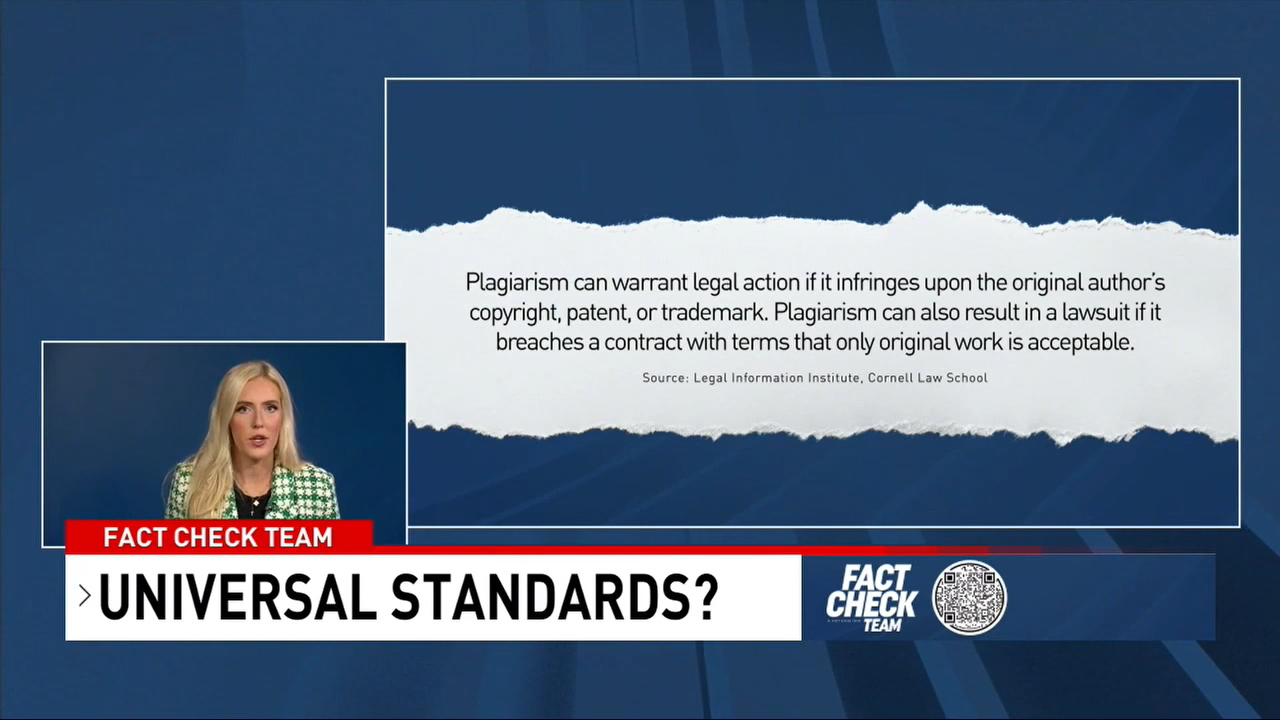 Plagiarism can warrant legal action if it infringes upon the original author's
copyright, patent, or trademark. Plagiarism can also result in a lawsuit if it
breaches a contract with terms that only original work is acceptable.
Source: Legal Information Institute, Cornell Law School
FACT CHECK TEAM
UNIVERSAL STANDARDS?
FACT
CHECK
TEAM